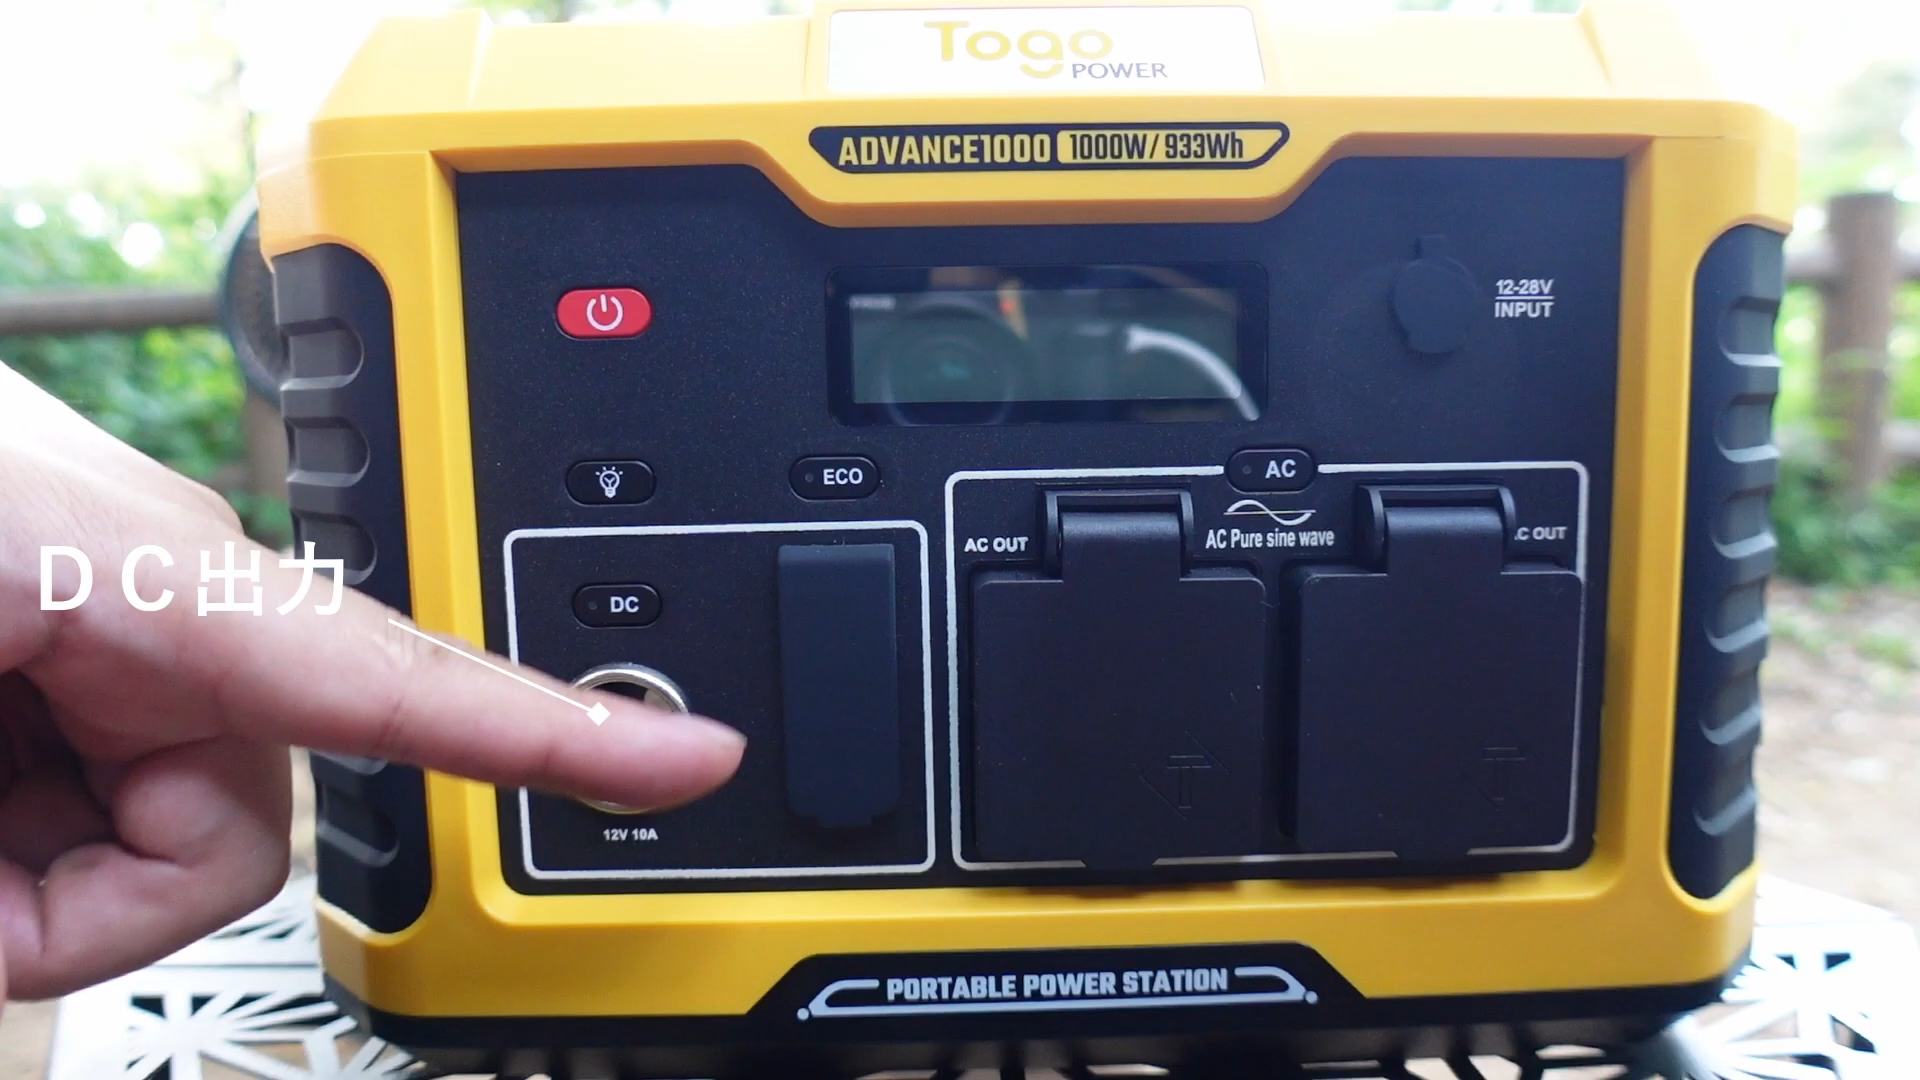 Togo
POWER
ADVANCE1000 1000W/933Wh
12-28V
INPUT
ECO
AC
AC OUT
AC Pure sine wave
C OUT
DC出力
DC
12V 10A
PORTABLE POWER STATION